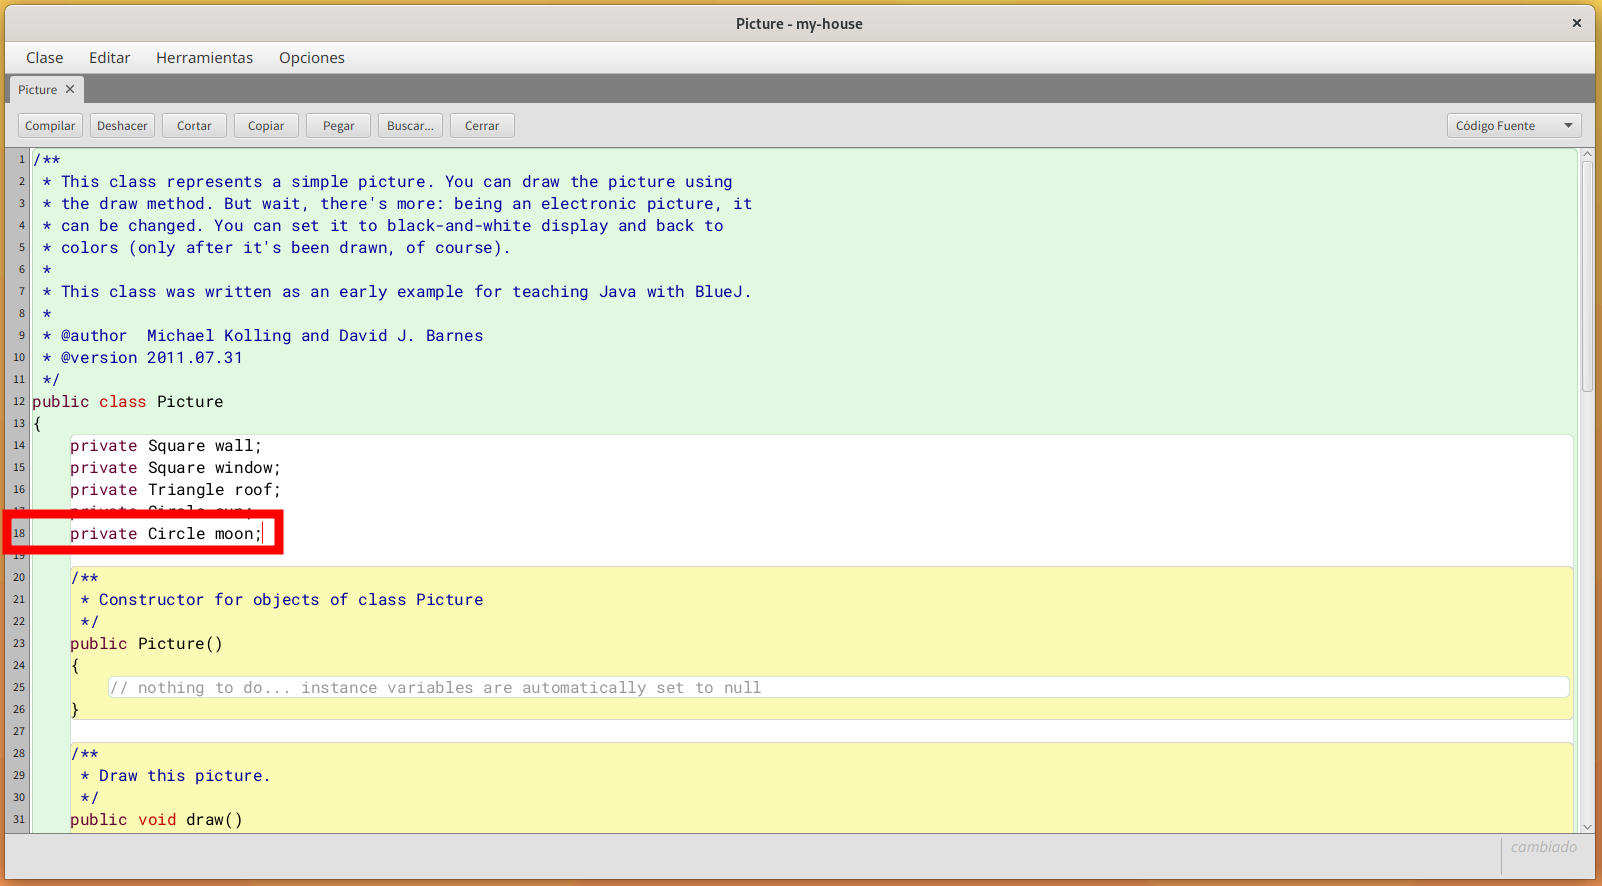 Picture - my-house
Clase Editar Herramientas Opciones
Picture
Compilar Deshacer Cortar Copiar Pegar Buscar... Cerrar Código Fuente
1 /**
2 * This class represents a simple picture. You can draw the picture using
3 * the draw method. But wait, there's more: being an electronic picture, it
4 * can be changed. You can set it to black-and-white display and back to
5 * colors (only after it's been drawn, of course).
6 *
7 * This class was written as an early example for teaching Java with BlueJ.
8 *
9 * @author  Michael Kolling and David J. Barnes
10 * @version 2011.07.31
11 */
12 public class Picture
13 {
14 private Square wall;
15 private Square window;
16 private Triangle roof;
17 private Circle sun;
18 private Circle moon;
19
20 /**
21 * Constructor for objects of class Picture
22 */
23 public Picture()
24 {
25 // nothing to do... instance variables are automatically set to null
26 }
27
28 /**
29 * Draw this picture.
30 */
31 public void draw()
cambiado